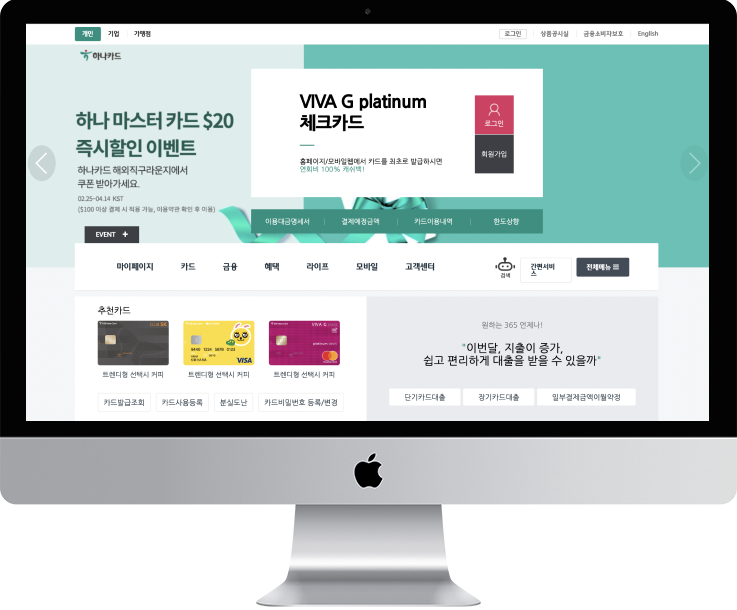 개인 기업 가맹점
로그인 상품공시실 금융소비자보호 English
하나카드
하나 마스터 카드 $20
즉시할인 이벤트
하나카드 해외직구라운지에서
쿠폰 받아가세요.
02.25~04.14 KST
($100 이상 결제 시 적용 가능, 이용약관 확인 후 이용)
EVENT +
VIVA G platinum
체크카드
홈페이지/모바일웹에서 카드를 최초로 발급하시면
연회비 100% 캐쉬백!
로그인
회원가입
이용대금명세서 결제예정금액 카드이용내역 한도상향
마이페이지 카드 금융 혜택 라이프 모바일 고객센터
검색
간편서비
스
전체메뉴
추천카드
VISA
VIVA G
platinum
mastercard
트렌디형 선택시 커피 트렌디형 선택시 커피 트렌디형 선택시 커피
카드발급조회 카드사용등록 분실도난 카드비밀번호 등록/변경
원하는 365 언제나!
"이번달, 지출이 증가,
쉽고 편리하게 대출을 받을 수 있을까"
단기카드대출 장기카드대출 일부결제금액이월약정